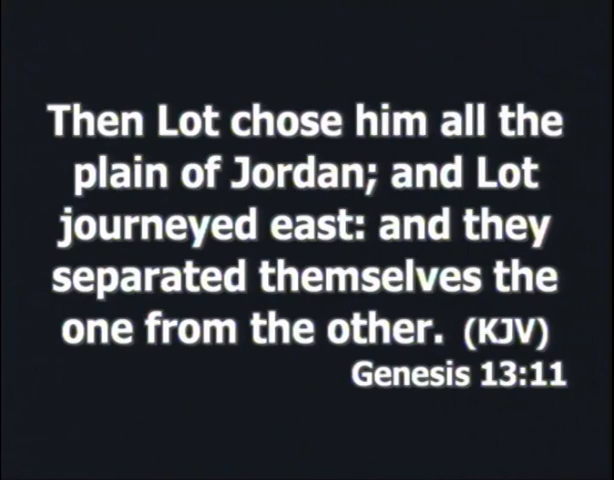 Then Lot chose him all the
plain of Jordan; and Lot
journeyed east: and they
separated themselves the
one from the other. (KJV)
Genesis 13:11